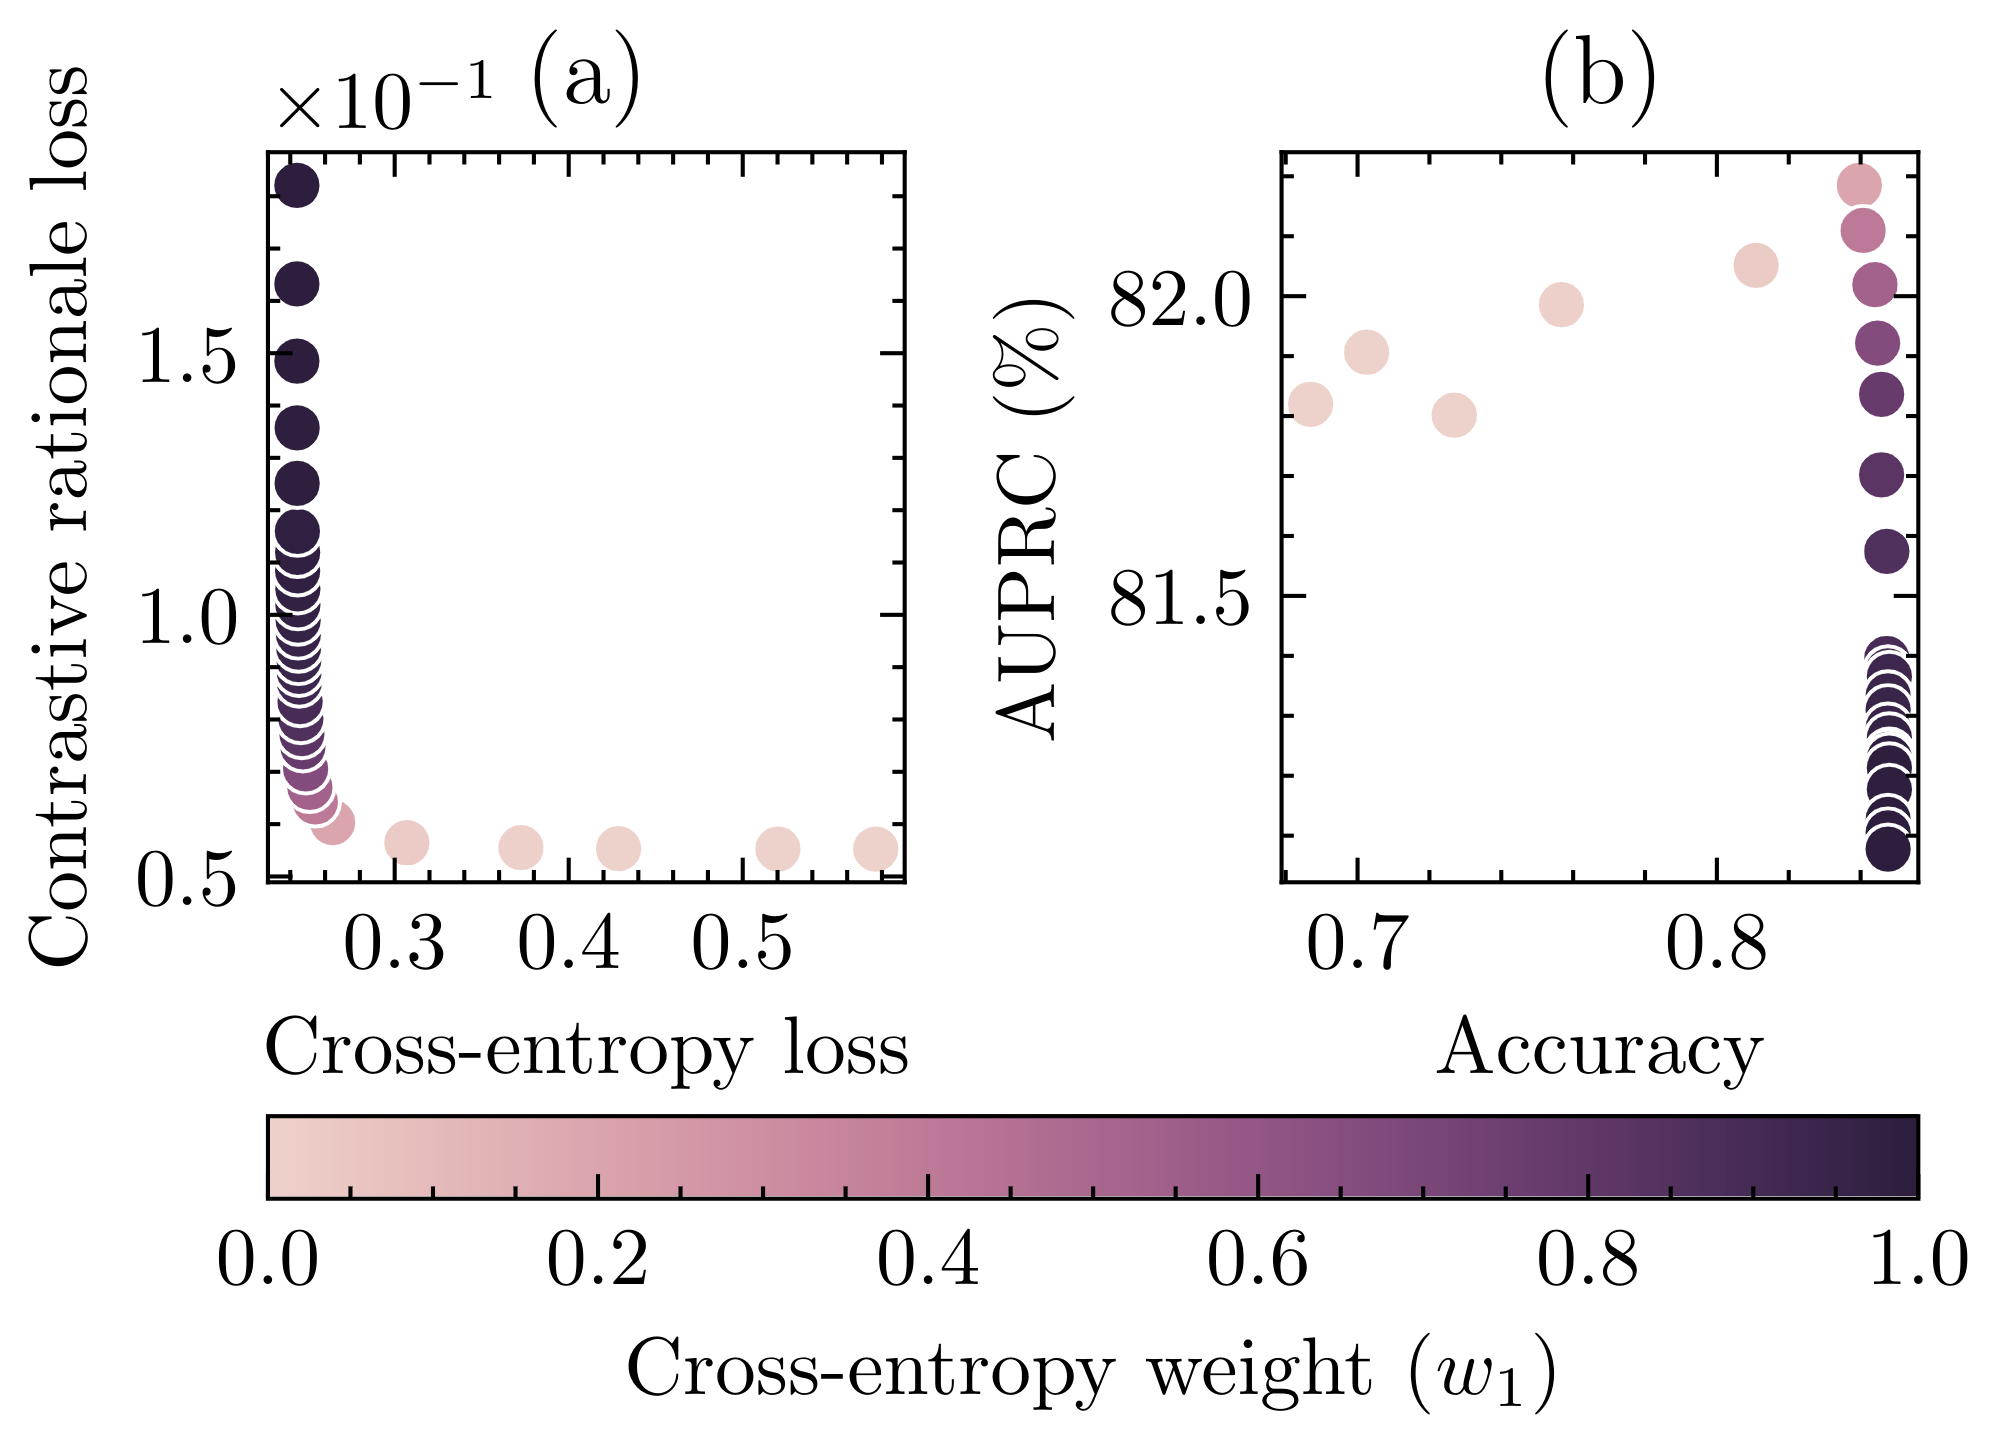 ×10⁻¹ (a)
Contrastive rationale loss
1.5
1.0
0.5
0.3 0.4 0.5
Cross-entropy loss
(b)
AUPRC (%)
82.0
81.5
0.7 0.8
Accuracy
0.0 0.2 0.4 0.6 0.8 1.0
Cross-entropy weight (w₁)